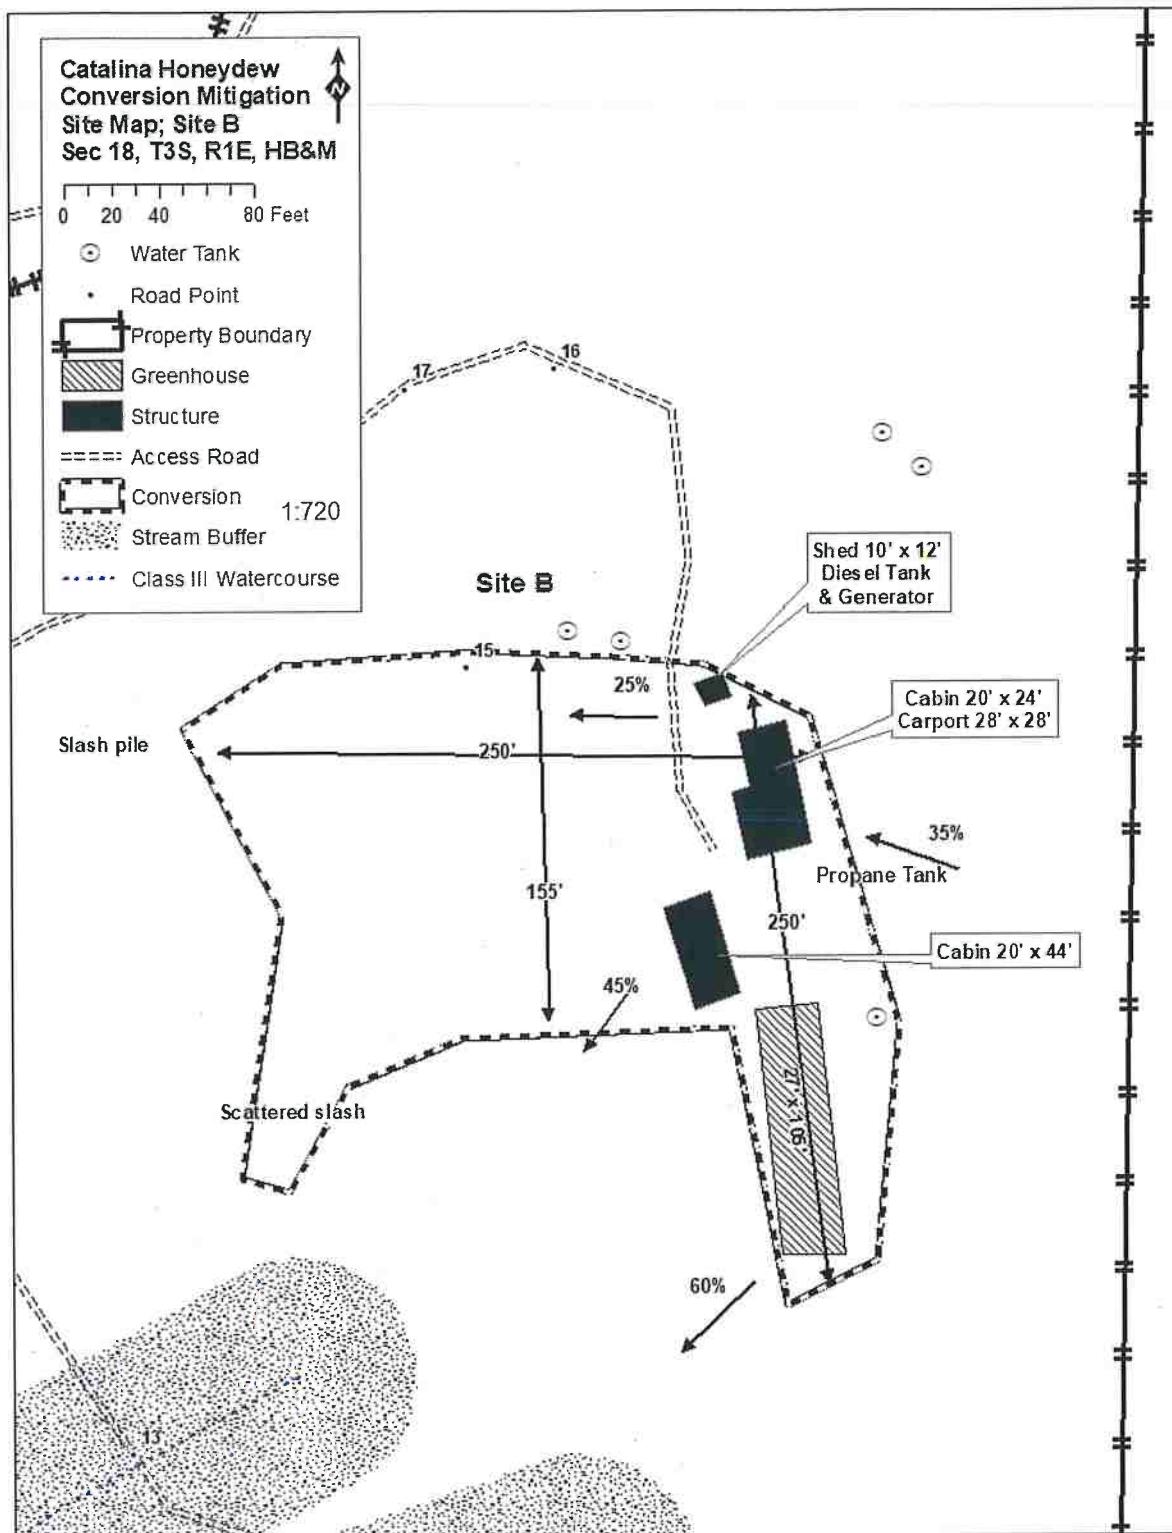 Catalina Honeydew
Conversion Mitigation
Site Map; Site B
Sec 18, T3S, R1E, HB&M
N
0 20 40 80 Feet
Water Tank
Road Point
Property Boundary
Greenhouse
Structure
Access Road
Conversion
1:720
Stream Buffer
Class III Watercourse
16
17
Shed 10' x 12'
Diesel Tank
& Generator
Site B
15
25%
Cabin 20' x 24'
Carport 28' x 28'
Slash pile
250'
35%
Propane Tank
155'
250'
Cabin 20' x 44'
45%
27' x 105'
Scattered slash
60%
13